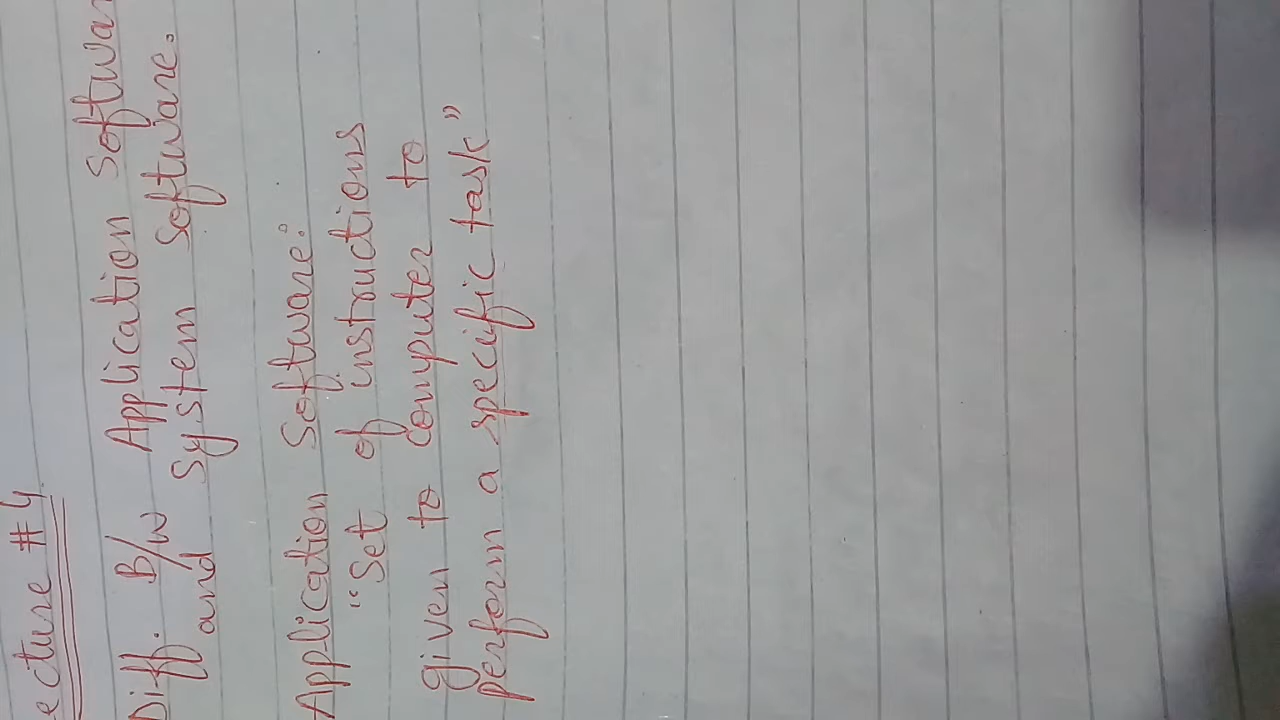 ecture #4
Diff. B/w Application Softwar
and System Software.
Application Software:
"Set of instructions
given to computer to
perform a specific task"